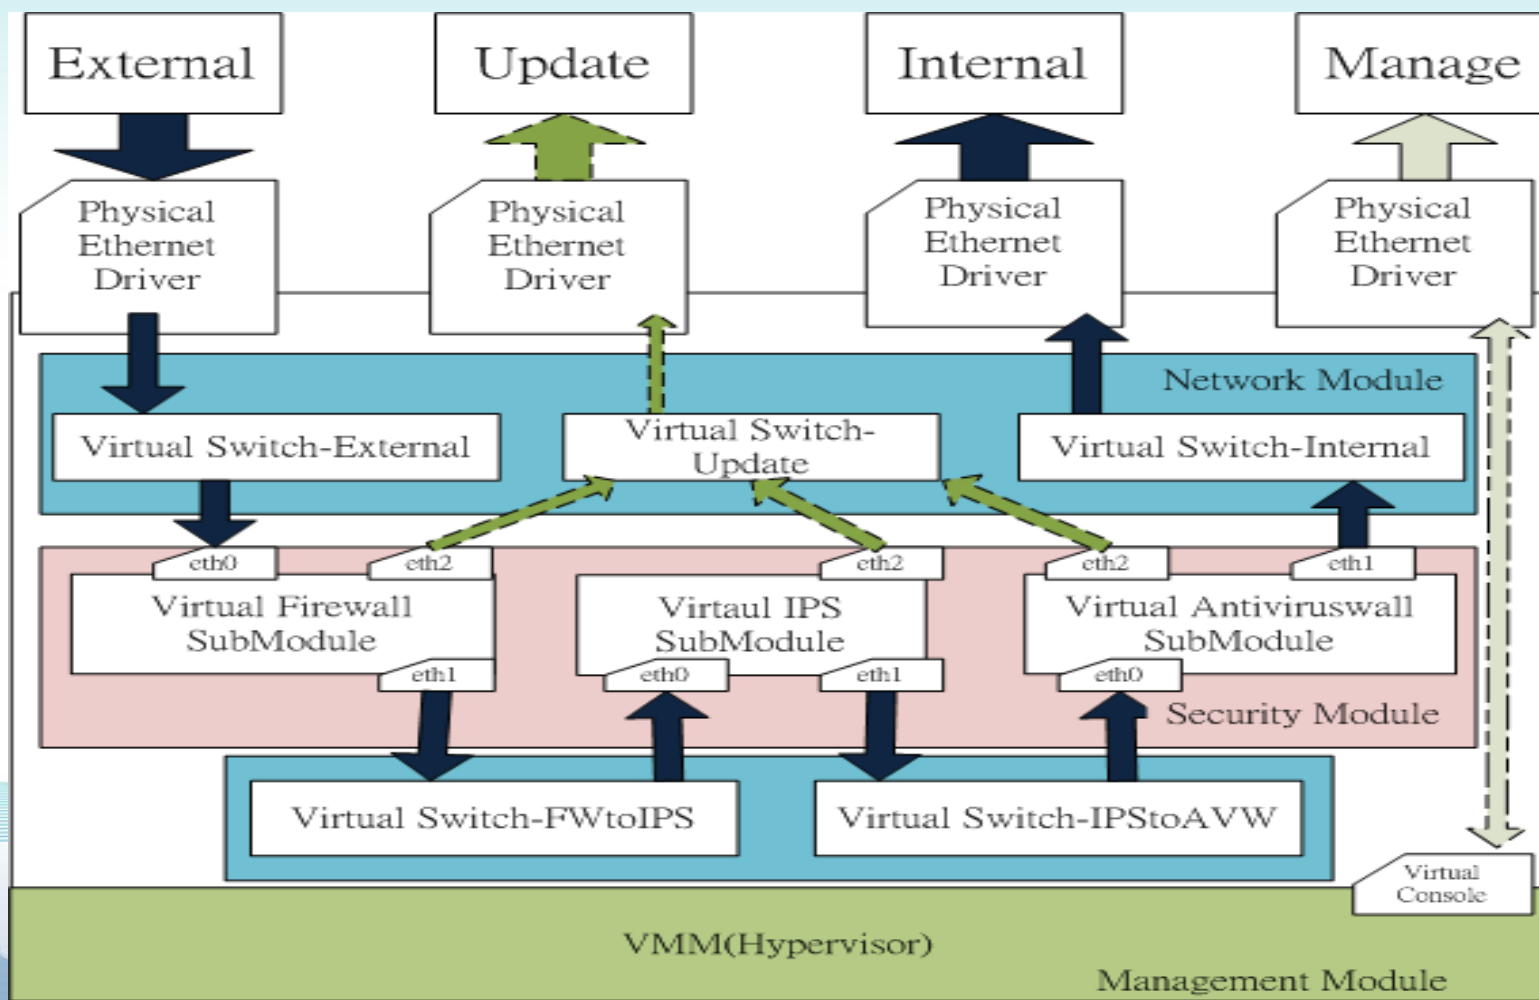 External
Update
Internal
Manage
Physical
Ethernet
Driver
Physical
Ethernet
Driver
Physical
Ethernet
Driver
Physical
Ethernet
Driver
Network Module
Virtual Switch-External
Virtual Switch-
Update
Virtual Switch-Internal
eth0
eth2
eth2
eth2
eth1
Virtual Firewall
SubModule
Virtaul IPS
SubModule
Virtual Antiviruswall
SubModule
eth1
eth0
eth1
eth0
Security Module
Virtual Switch-FWtoIPS
Virtual Switch-IPStoAVW
Virtual
Console
VMM(Hypervisor)
Management Module